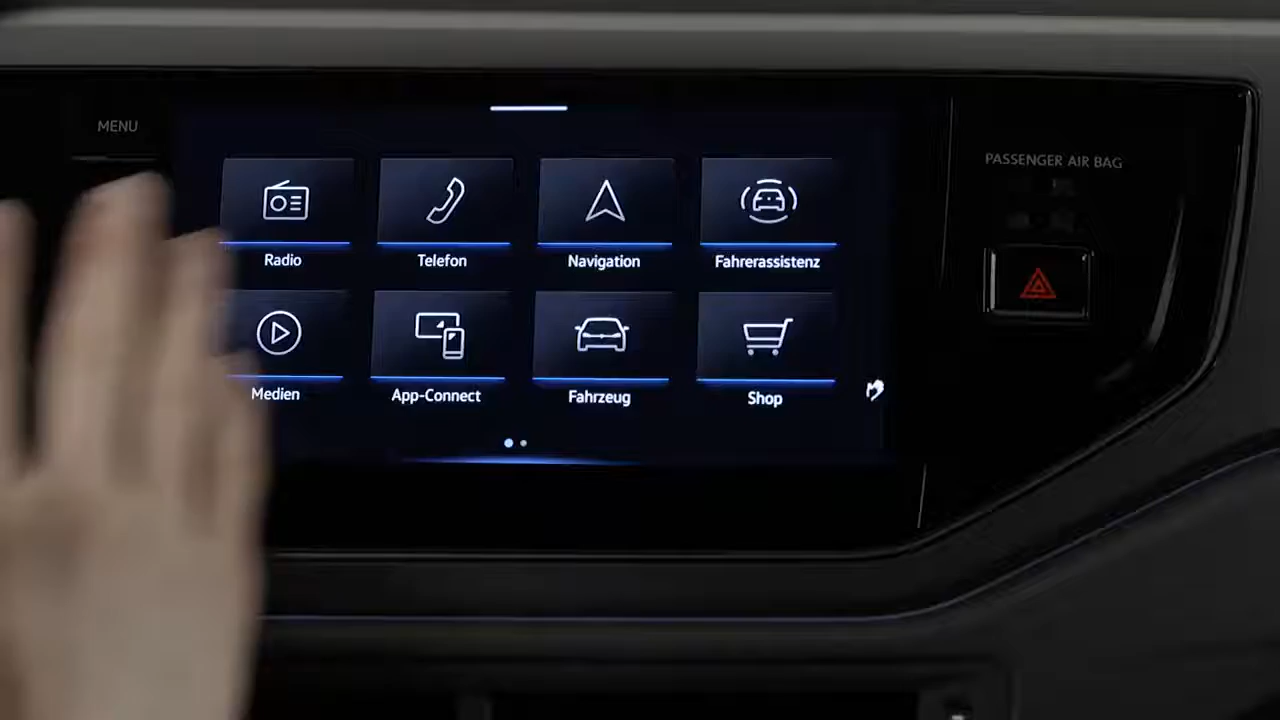 MENU
PASSENGER AIR BAG
Radio
Telefon
Navigation
Fahrerassistenz
Medien
App-Connect
Fahrzeug
Shop